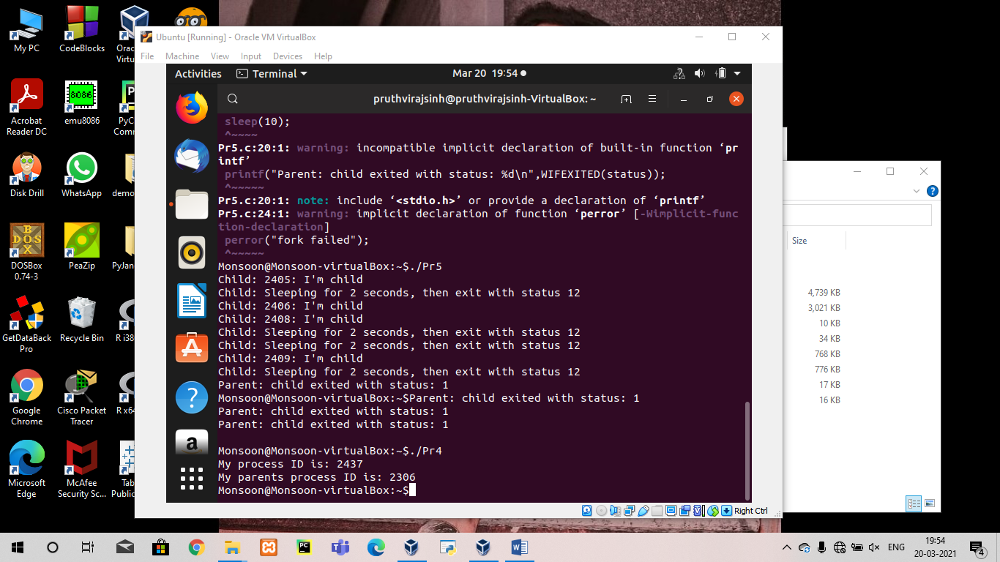 My PC
CodeBlocks
Orac
Virtu
Acrobat
Reader DC
8086
emu8086
PyC
Comm
Disk Drill
WhatsApp
demo
DOS
BOX
DOSBox
0.74-3
PeaZip
PyJan
GetDataBack
Pro
Recycle Bin
R i38
Google
Chrome
Cisco Packet
Tracer
R x64
Microsoft
Edge
McAfee
Security Sc...
Tab
Public
Ubuntu [Running] - Oracle VM VirtualBox
File Machine View Input Devices Help
Activities Terminal Mar 20 19:54
pruthvirajsinh@pruthvirajsinh-VirtualBox: ~
sleep(10);
^~~~~
Pr5.c:20:1: warning: incompatible implicit declaration of built-in function ‘pr
intf’
printf("Parent: child exited with status: %d\n",WIFEXITED(status));
^~~~~~
Pr5.c:20:1: note: include ‘<stdio.h>’ or provide a declaration of ‘printf’
Pr5.c:24:1: warning: implicit declaration of function ‘perror’ [-Wimplicit-func
tion-declaration]
perror("fork failed");
^~~~~~
Monsoon@Monsoon-virtualBox:~$./Pr5
Child: 2405: I'm child
Child: Sleeping for 2 seconds, then exit with status 12
Child: 2406: I'm child
Child: 2408: I'm child
Child: Sleeping for 2 seconds, then exit with status 12
Child: Sleeping for 2 seconds, then exit with status 12
Child: 2409: I'm child
Child: Sleeping for 2 seconds, then exit with status 12
Parent: child exited with status: 1
Monsoon@Monsoon-virtualBox:~$Parent: child exited with status: 1
Parent: child exited with status: 1
Parent: child exited with status: 1
Monsoon@Monsoon-virtualBox:~$./Pr4
My process ID is: 2437
My parents process ID is: 2306
Monsoon@Monsoon-virtualBox:~$
Right Ctrl
Size
4,739 KB
3,021 KB
10 KB
34 KB
768 KB
776 KB
17 KB
16 KB
ENG
19:54
20-03-2021
4